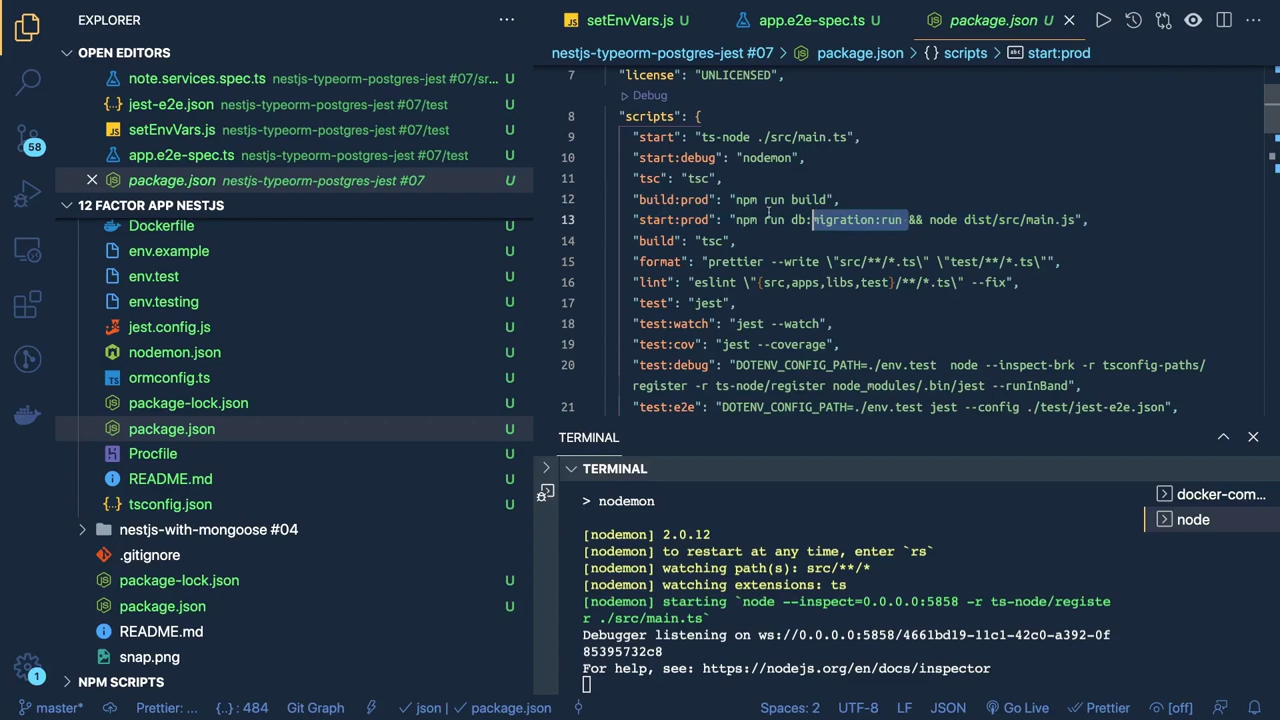 EXPLORER
OPEN EDITORS
note.services.spec.ts nestjs-typeorm-postgres-jest #07/sr...
U
jest-e2e.json nestjs-typeorm-postgres-jest #07/test
U
setEnvVars.js nestjs-typeorm-postgres-jest #07/test
U
app.e2e-spec.ts nestjs-typeorm-postgres-jest #07/test
U
package.json nestjs-typeorm-postgres-jest #07
U
12 FACTOR APP NESTJS
Dockerfile U
env.example U
env.test U
env.testing U
jest.config.js U
nodemon.json U
ormconfig.ts U
package-lock.json U
package.json U
Procfile U
README.md U
tsconfig.json U
nestjs-with-mongoose #04
.gitignore
package-lock.json U
package.json U
README.md
snap.png
NPM SCRIPTS
58
1
setEnvVars.js U
app.e2e-spec.ts U
package.json U
nestjs-typeorm-postgres-jest #07 > package.json > {} scripts > start:prod
7 "license": "UNLICENSED",
Debug
8 "scripts": {
9 "start": "ts-node ./src/main.ts",
10 "start:debug": "nodemon",
11 "tsc": "tsc",
12 "build:prod": "npm run build",
13 "start:prod": "npm run db:migration:run && node dist/src/main.js",
14 "build": "tsc",
15 "format": "prettier --write \"src/**/*.ts\" \"test/**/*.ts\"",
16 "lint": "eslint \"{src,apps,libs,test}/**/*.ts\" --fix",
17 "test": "jest",
18 "test:watch": "jest --watch",
19 "test:cov": "jest --coverage",
20 "test:debug": "DOTENV_CONFIG_PATH=./env.test  node --inspect-brk -r tsconfig-paths/
register -r ts-node/register node_modules/.bin/jest --runInBand",
21 "test:e2e": "DOTENV_CONFIG_PATH=./env.test jest --config ./test/jest-e2e.json",
TERMINAL
TERMINAL
> nodemon
[nodemon] 2.0.12
[nodemon] to restart at any time, enter `rs`
[nodemon] watching path(s): src/**/*
[nodemon] watching extensions: ts
[nodemon] starting `node --inspect=0.0.0.0:5858 -r ts-node/registe
r ./src/main.ts`
Debugger listening on ws://0.0.0.0:5858/4661bd19-11c1-42c0-a392-0f
85395732c8
For help, see: https://nodejs.org/en/docs/inspector
docker-com...
node
master* Prettier: ... {..} : 484 Git Graph json | package.json Spaces: 2 UTF-8 LF JSON Go Live Prettier [off]